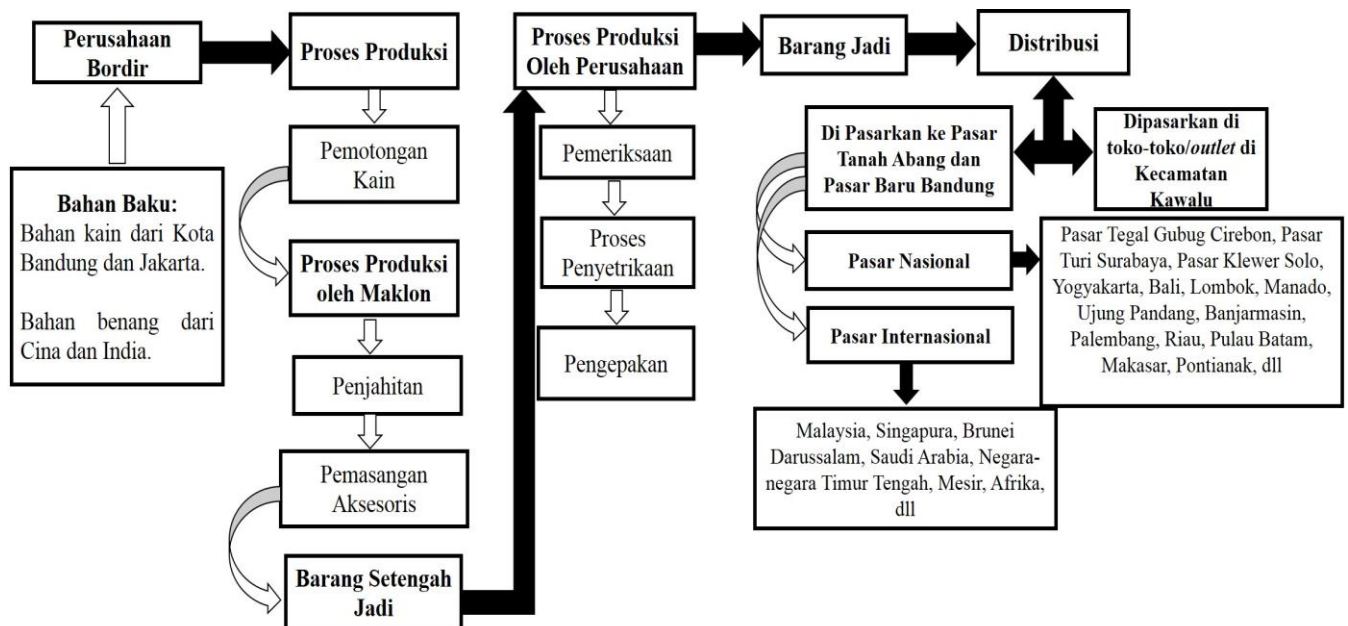 Perusahaan
Bordir
Bahan Baku:
Bahan kain dari Kota
Bandung dan Jakarta.
Bahan benang dari
Cina dan India.
Proses Produksi
Pemotongan
Kain
Proses Produksi
oleh Maklon
Penjahitan
Pemasangan
Aksesoris
Barang Setengah
Jadi
Proses Produksi
Oleh Perusahaan
Pemeriksaan
Proses
Penyetrikaan
Pengepakan
Barang Jadi
Distribusi
Di Pasarkan ke Pasar
Tanah Abang dan
Pasar Baru Bandung
Dipasarkan di
toko-toko/outlet di
Kecamatan
Kawalu
Pasar Nasional
Pasar Tegal Gubug Cirebon, Pasar
Turi Surabaya, Pasar Klewer Solo,
Yogyakarta, Bali, Lombok, Manado,
Ujung Pandang, Banjarmasin,
Palembang, Riau, Pulau Batam,
Makasar, Pontianak, dll
Pasar Internasional
Malaysia, Singapura, Brunei
Darussalam, Saudi Arabia, Negara-
negara Timur Tengah, Mesir, Afrika,
dll